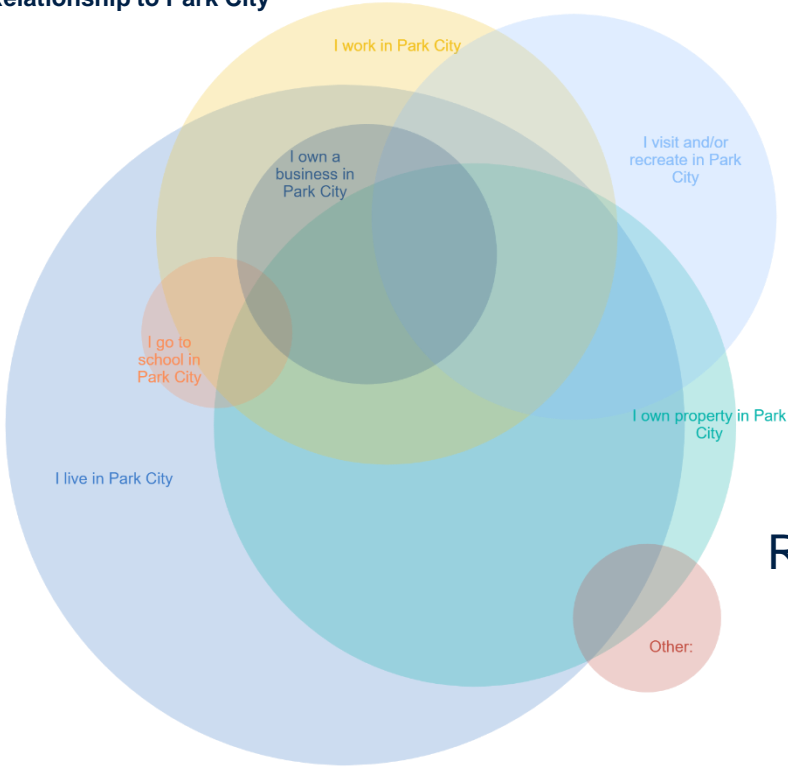 Relationship to Park City
I work in Park City
I own a
business in
Park City
I visit and/or
recreate in Park
City
I go to
school in
Park City
I own property in Park
City
I live in Park City
R
Other: